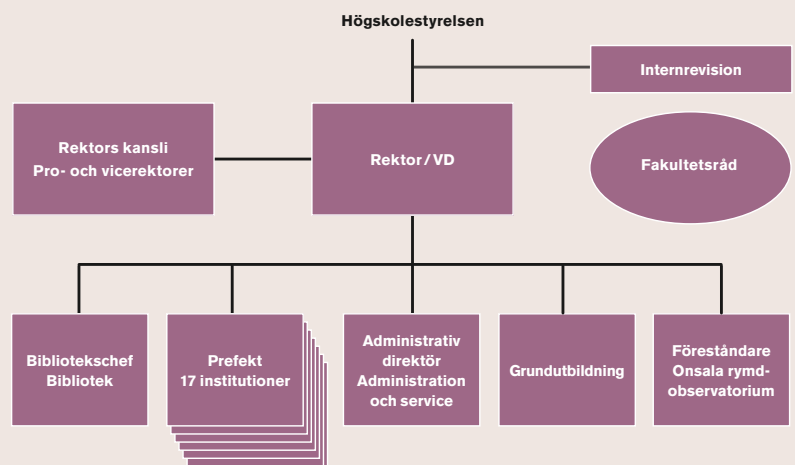 Högskolestyrelsen
Internrevision
Rektors kansli
Pro- och vicerektorer
Rektor/VD
Fakultetsråd
Bibliotekschef
Bibliotek
Prefekt
17 institutioner
Administrativ
direktör
Administration
och service
Grundutbildning
Föreståndare
Onsala rymd-
observatorium